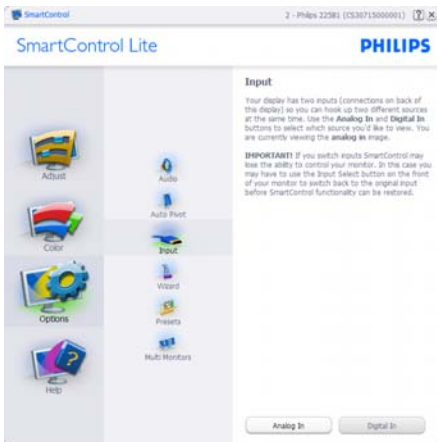 SmartControl
2 - Philips 225B1 (CS30715000001)
SmartControl Lite
PHILIPS
Adjust
Color
Options
Help
Audio
Auto Pivot
Input
Wizard
Presets
Multi Monitors
Input
Your display has two inputs (connections on back of
this display) so you can hook up two different sources
at the same time. Use the Analog In and Digital In
buttons to select which source you'd like to view. You
are currently viewing the analog in image.
IMPORTANT! If you switch inputs SmartControl may
lose the ability to control your monitor. In this case you
may have to use the Input Select button on the front
of your monitor to switch back to the original input
before SmartControl functionality can be restored.
Analog In
Digital In